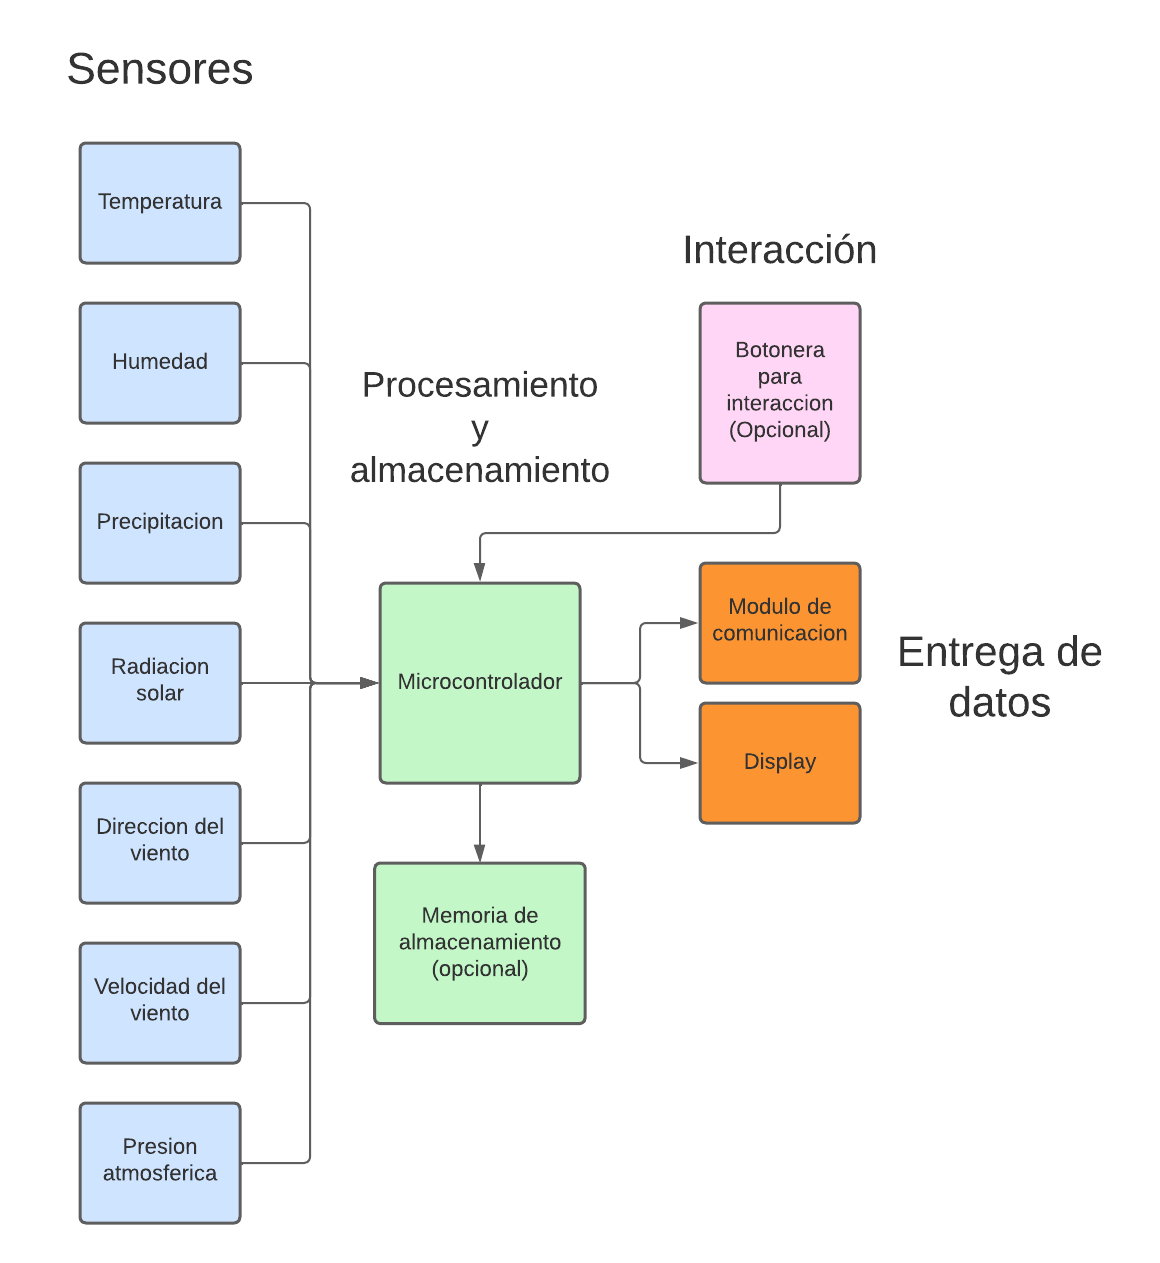 Sensores
Temperatura
Humedad
Precipitacion
Radiacion
solar
Direccion del
viento
Velocidad del
viento
Presion
atmosferica
Procesamiento
y
almacenamiento
Microcontrolador
Memoria de
almacenamiento
(opcional)
Interacción
Botonera
para
interaccion
(Opcional)
Modulo de
comunicacion
Display
Entrega de
datos